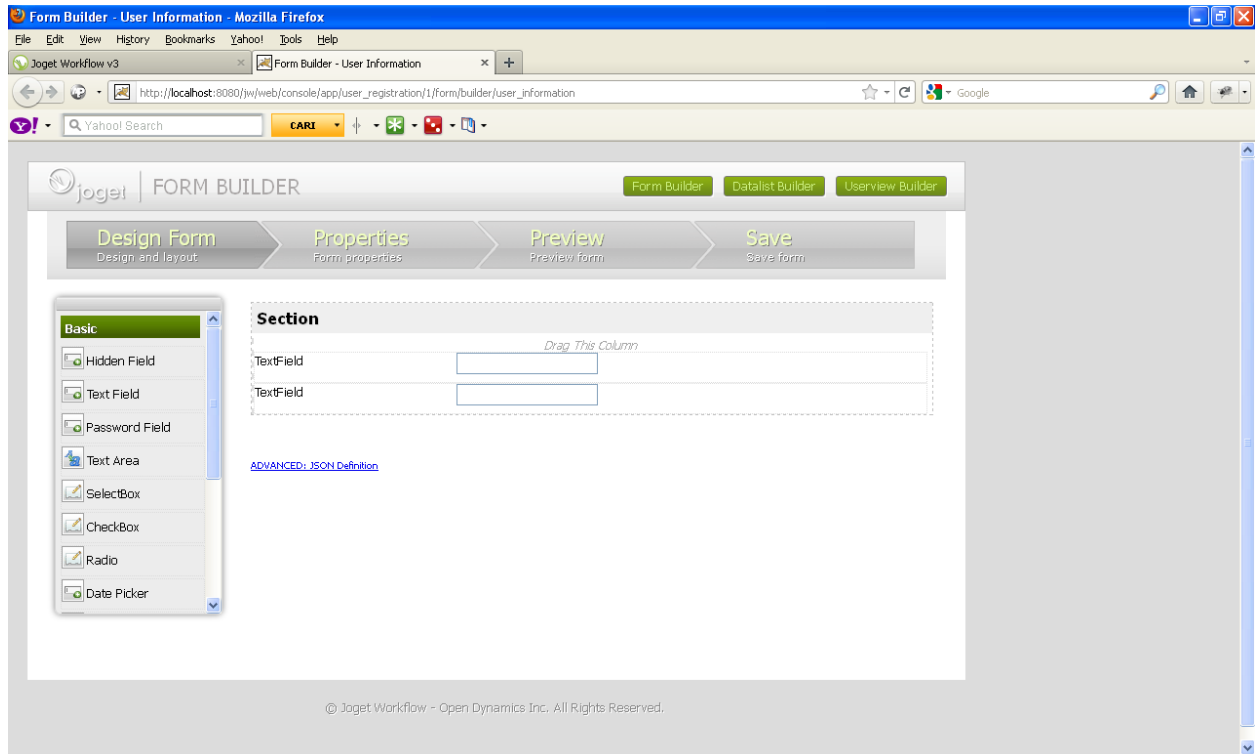 Form Builder - User Information - Mozilla Firefox
File Edit View History Bookmarks Yahoo! Tools Help
Joget Workflow v3 Form Builder - User Information
http://localhost:8080/jw/web/console/app/user_registration/1/form/builder/user_information Google
Y! Yahoo! Search CARI
joget FORM BUILDER Form Builder Datalist Builder Userview Builder
Design Form Properties Preview Save
Design and layout Form properties Preview form Save form
Basic
Hidden Field
Text Field
Password Field
Text Area
SelectBox
CheckBox
Radio
Date Picker
Section
Drag This Column
TextField
TextField
ADVANCED: JSON Definition
© Joget Workflow - Open Dynamics Inc. All Rights Reserved.